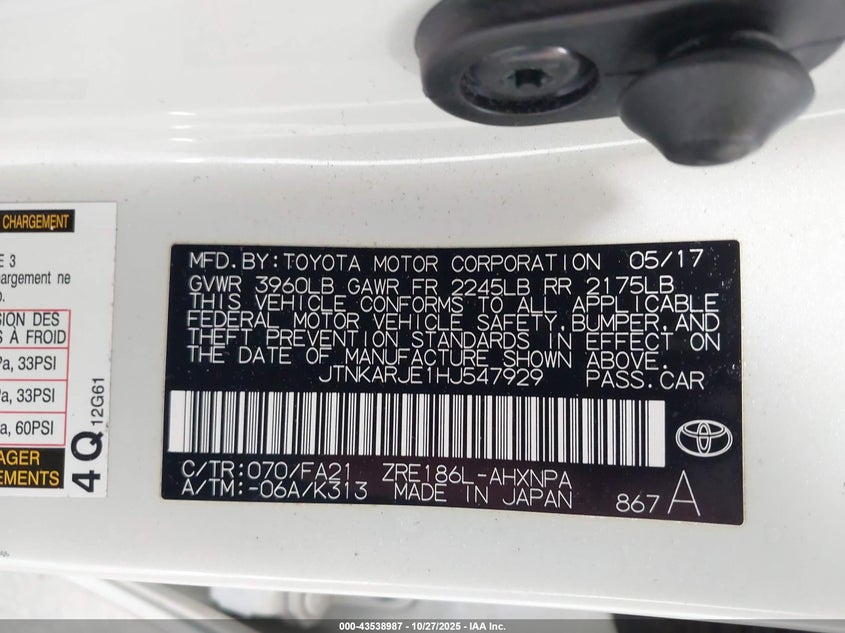 CHARGEMENT
E 3
hargement ne
SION DES
S À FROID
Pa, 33PSI
Pa, 33PSI
a, 60PSI
AGER
EMENTS
4Q 12G61
MFD.BY:TOYOTA MOTOR CORPORATION 05/17
GVWR 3960LB GAWR FR 2245LB RR 2175LB
THIS VEHICLE CONFORMS TO ALL APPLICABLE
FEDERAL MOTOR VEHICLE SAFETY,BUMPER,AND
THEFT PREVENTION STANDARDS IN EFFECT ON
THE DATE OF MANUFACTURE SHOWN ABOVE.
JTNKARJE1HJ547929 PASS.CAR
C/TR:070/FA21 ZRE186L-AHXNPA
A/TM:-06A/K313 MADE IN JAPAN 867 A
000-43538987 - 10/27/2025 - IAA Inc.